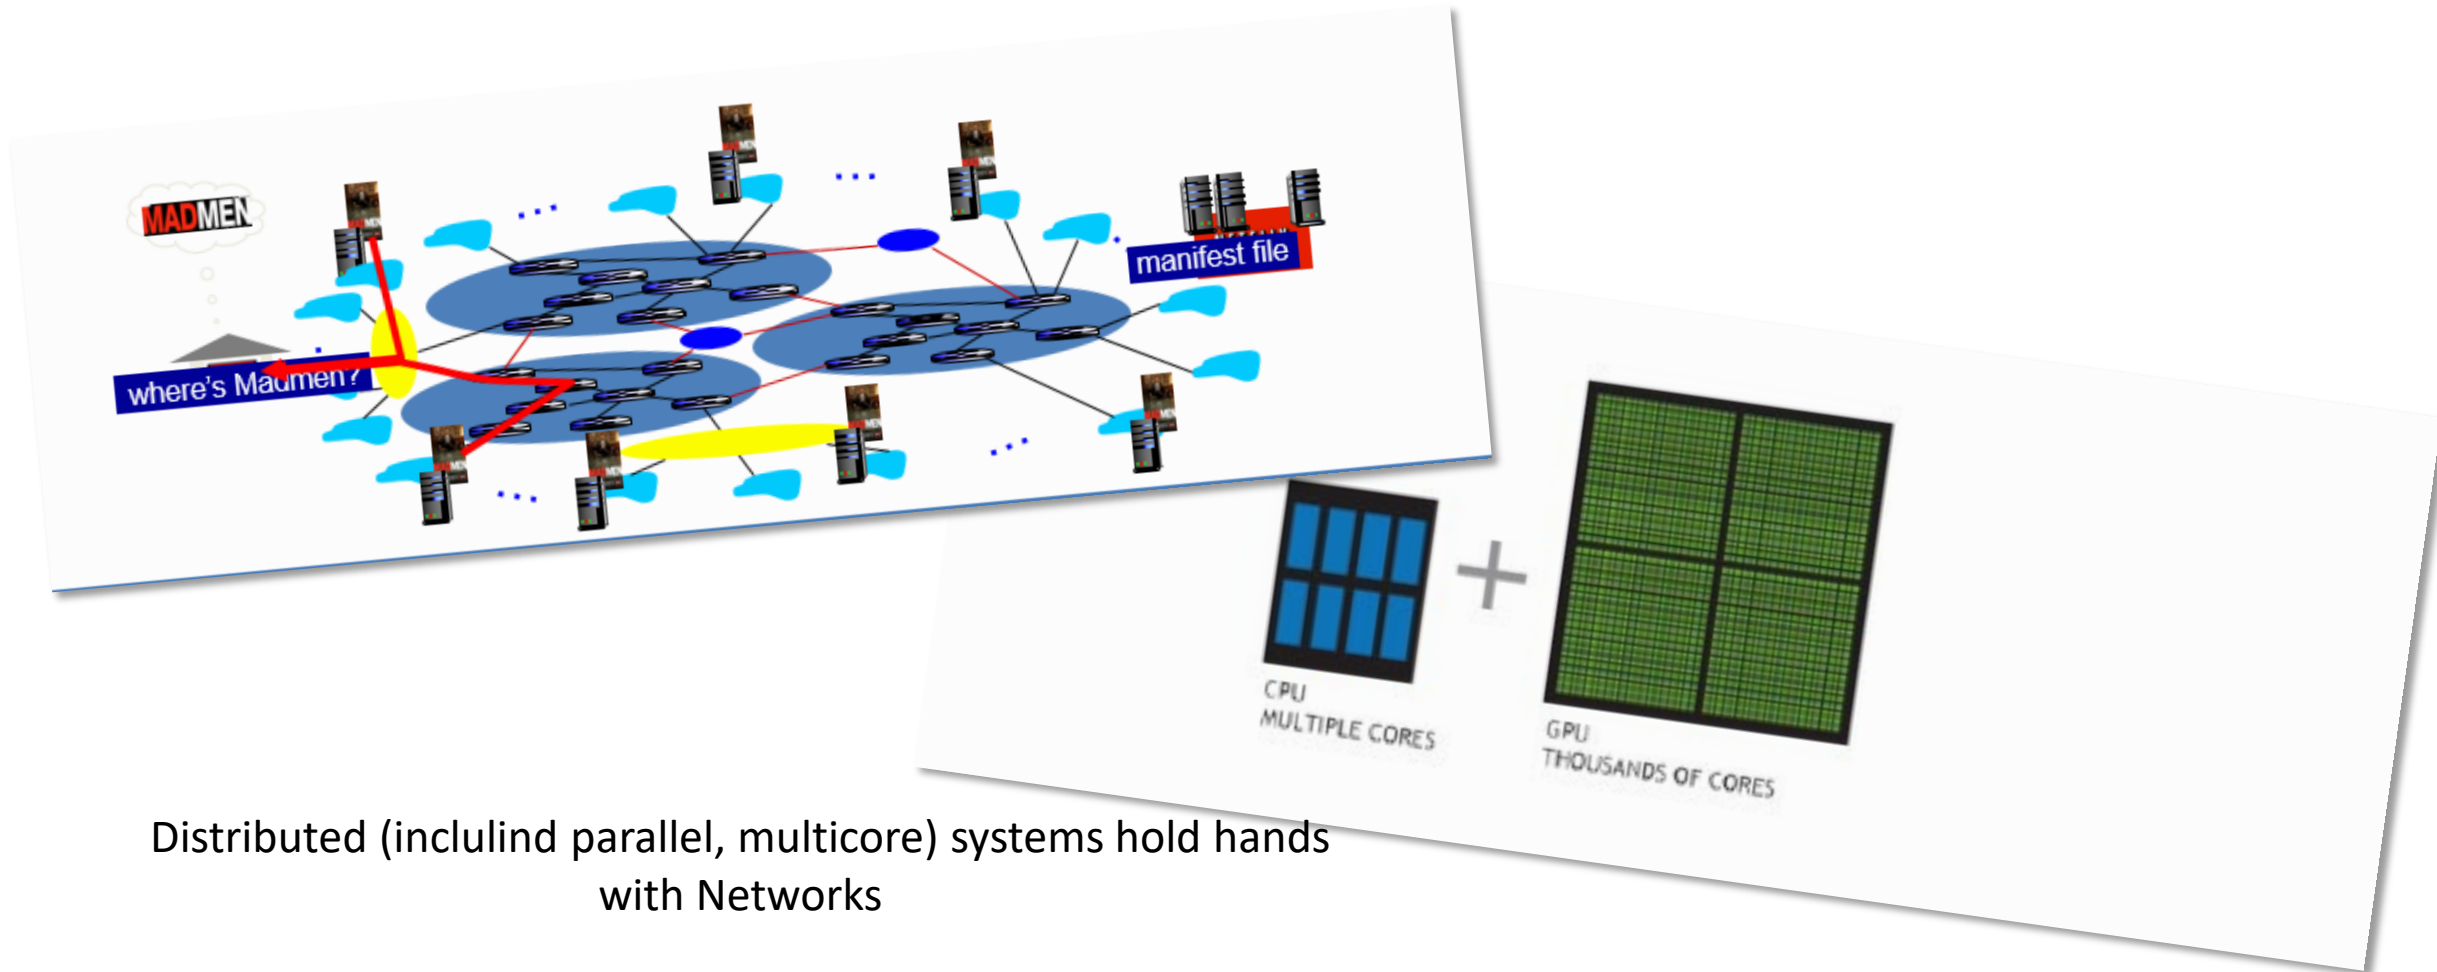 MADMEN
manifest file
where's Madmen?
CPU
MULTIPLE CORES
GPU
THOUSANDS OF CORES
Distributed (inclulind parallel, multicore) systems hold hands
with Networks